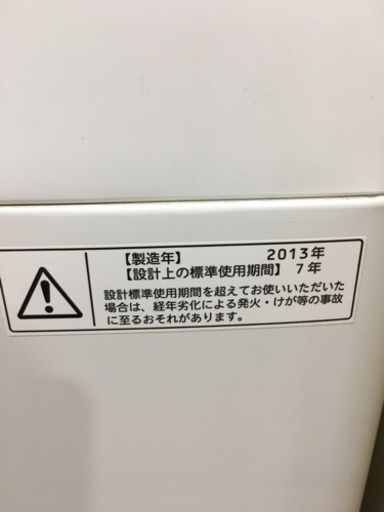 【製造年】 2013年
【設計上の標準使用期間】 7年
設計標準使用期間を超えてお使いいただいた
場合は、経年劣化による発火・けが等の事故
に至るおそれがあります。